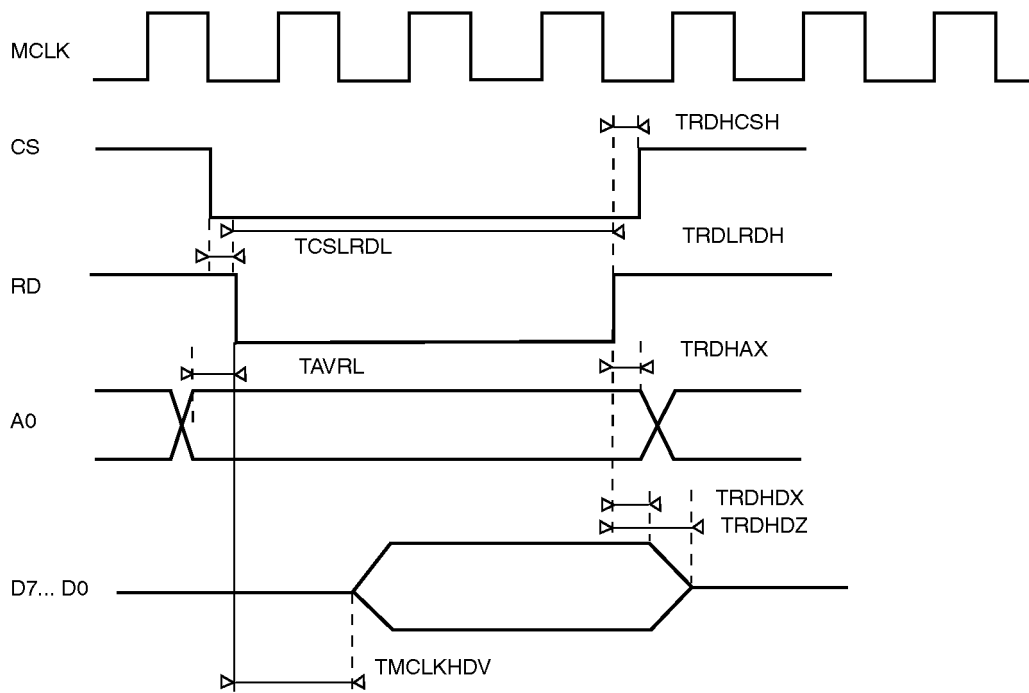 MCLK
TRDHCSH
CS
TCSLRDL
TRDLRDH
RD
TAVRL
TRDHAX
A0
TRDHDX
TRDHDZ
D7... D0
TMCLKHDV